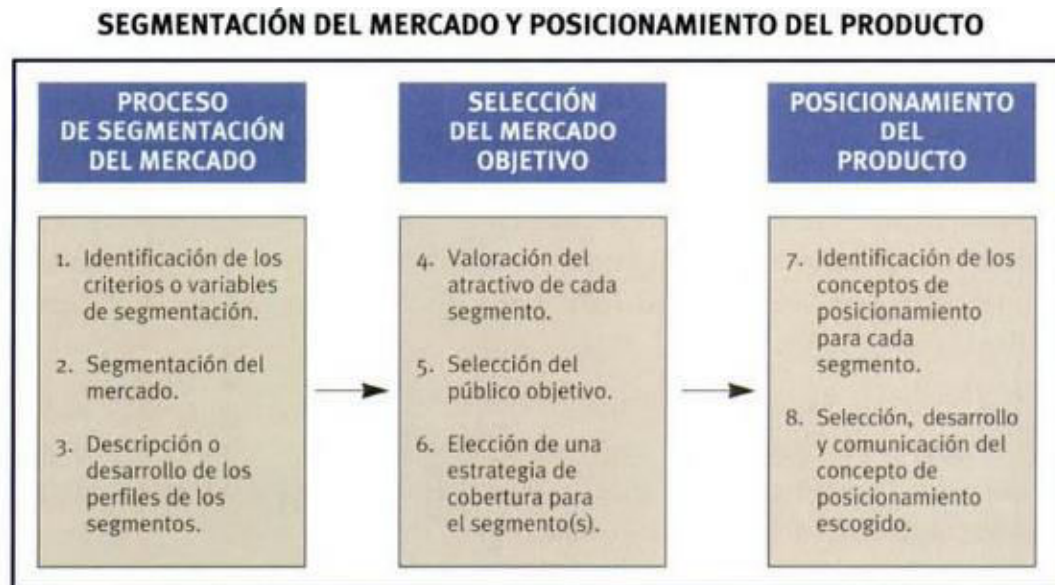 SEGMENTACIÓN DEL MERCADO Y POSICIONAMIENTO DEL PRODUCTO
PROCESO
DE SEGMENTACIÓN
DEL MERCADO
1. Identificación de los
criterios o variables
de segmentación.
2. Segmentación del
mercado.
3. Descripción o
desarrollo de los
perfiles de los
segmentos.
SELECCIÓN
DEL MERCADO
OBJETIVO
4. Valoración del
atractivo de cada
segmento.
5. Selección del
público objetivo.
6. Elección de una
estrategia de
cobertura para
el segmento(s).
POSICIONAMIENTO
DEL
PRODUCTO
7. Identificación de los
conceptos de
posicionamiento
para cada
segmento.
8. Selección, desarrollo
y comunicación del
concepto de
posicionamiento
escogido.